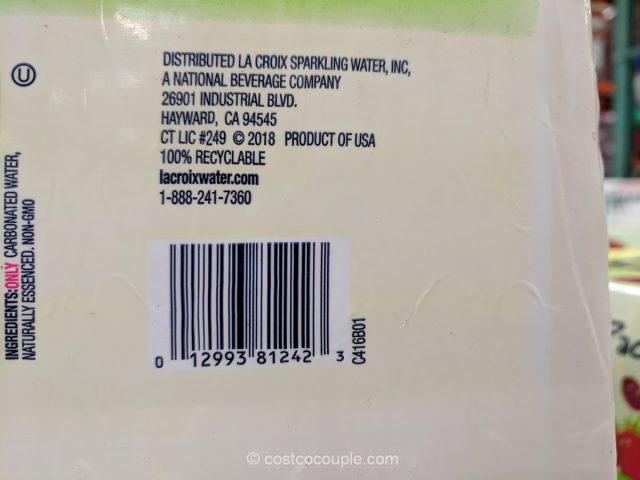 U
DISTRIBUTED LA CROIX SPARKLING WATER, INC,
A NATIONAL BEVERAGE COMPANY
26901 INDUSTRIAL BLVD.
HAYWARD, CA 94545
CT LIC #249 © 2018 PRODUCT OF USA
100% RECYCLABLE
lacroixwater.com
1-888-241-7360
INGREDIENTS: ONLY CARBONATED WATER,
NATURALLY ESSENCED. NON-GMO
0 12993 81242 3
C416B01
© costcocouple.com